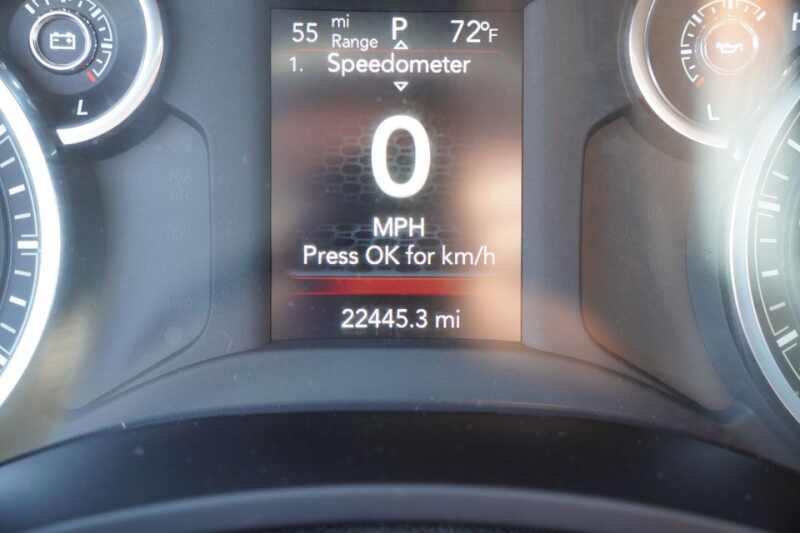 55 mi Range P 72°F
1. Speedometer
0
MPH
Press OK for km/h
22445.3 mi
L
L
H